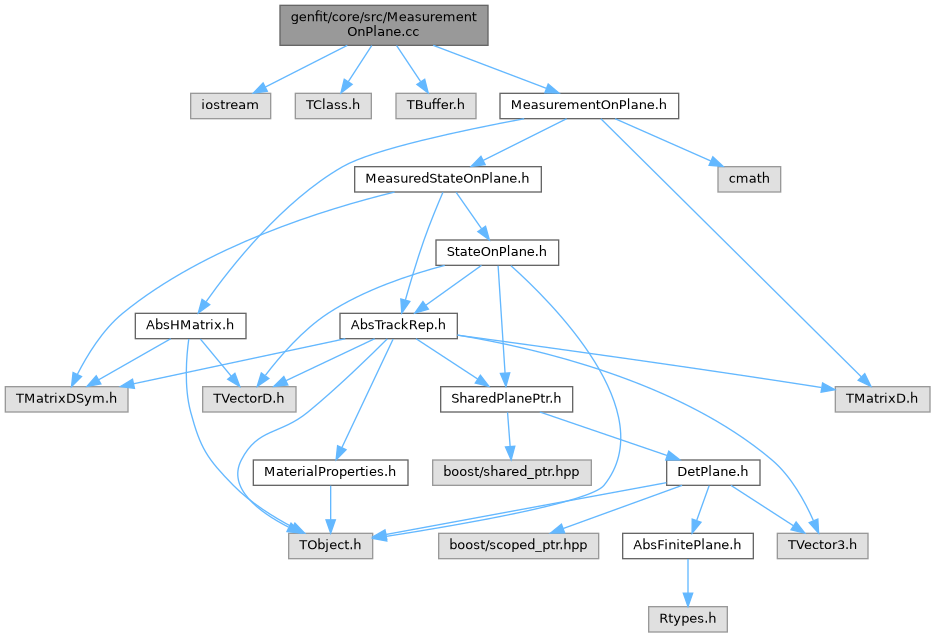 genfit/core/src/Measurement
OnPlane.cc
iostream
TClass.h
TBuffer.h
MeasurementOnPlane.h
MeasuredStateOnPlane.h
cmath
StateOnPlane.h
AbsHMatrix.h
AbsTrackRep.h
TMatrixDSym.h
TVectorD.h
SharedPlanePtr.h
TMatrixD.h
MaterialProperties.h
boost/shared_ptr.hpp
DetPlane.h
TObject.h
boost/scoped_ptr.hpp
AbsFinitePlane.h
TVector3.h
Rtypes.h